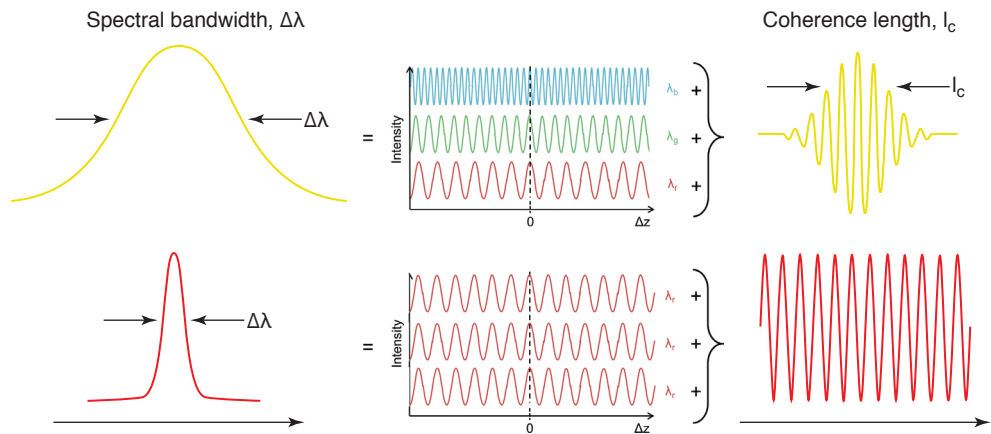 Spectral bandwidth, Δλ
Coherence length, lc
Δλ
=
Intensity
λb +
λg +
λr +
0
Δz
lc
Δλ
=
Intensity
λr +
λr +
λr +
0
Δz